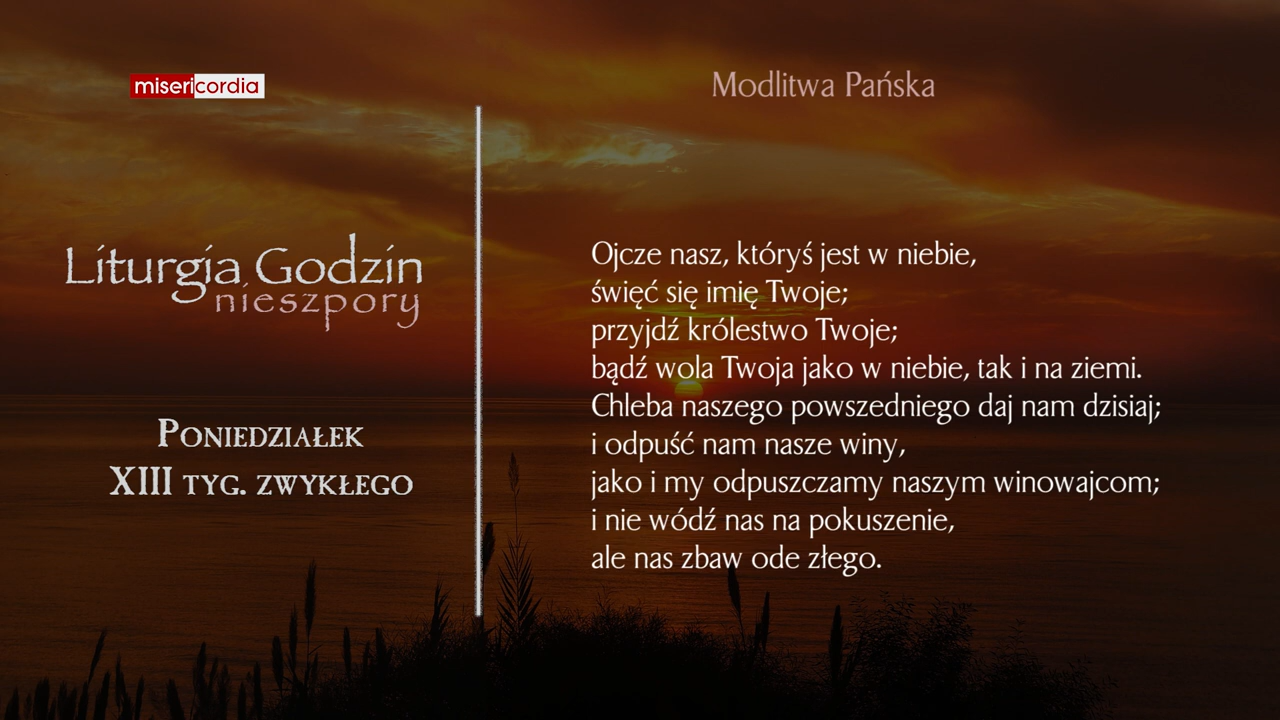 misericordia
Liturgia Godzin
nieszpory
Poniedziałek
XIII tyg. zwykłego
Modlitwa Pańska
Ojcze nasz, któryś jest w niebie,
święć się imię Twoje;
przyjdź królestwo Twoje;
bądź wola Twoja jako w niebie, tak i na ziemi.
Chleba naszego powszedniego daj nam dzisiaj;
i odpuść nam nasze winy,
jako i my odpuszczamy naszym winowajcom;
i nie wódź nas na pokuszenie,
ale nas zbaw ode złego.